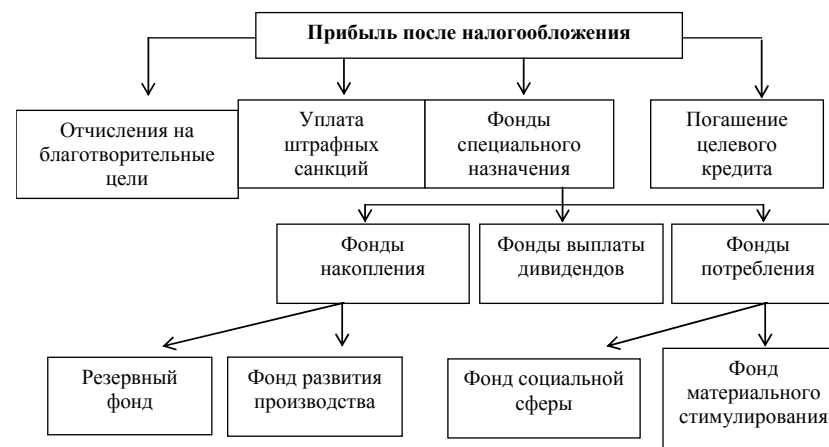 Прибыль после налогообложения
Отчисления на
благотворительные
цели
Уплата
штрафных
санкций
Фонды
специального
назначения
Погашение
целевого
кредита
Фонды
накопления
Фонды выплаты
дивидендов
Фонды
потребления
Резервный
фонд
Фонд развития
производства
Фонд социальной
сферы
Фонд
материального
стимулирования